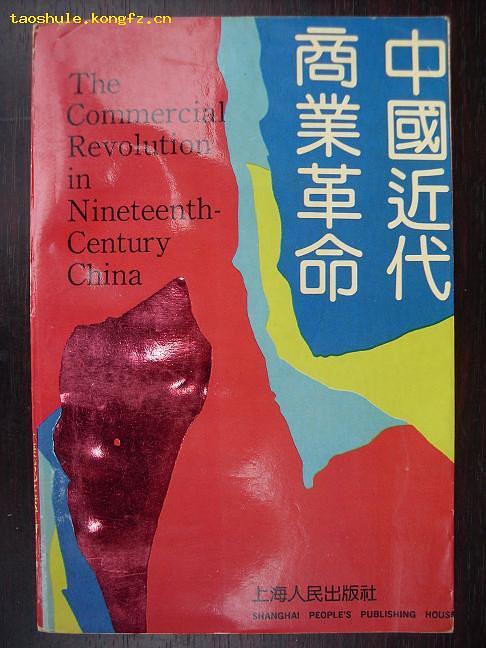 taoshule.kongfz.cn
中國近代
商業革命
The
Commercial
Revolution
in
Nineteenth-
Century
China
上海人民出版社
SHANGHAI PEOPLE'S PUBLISHING HOUSE